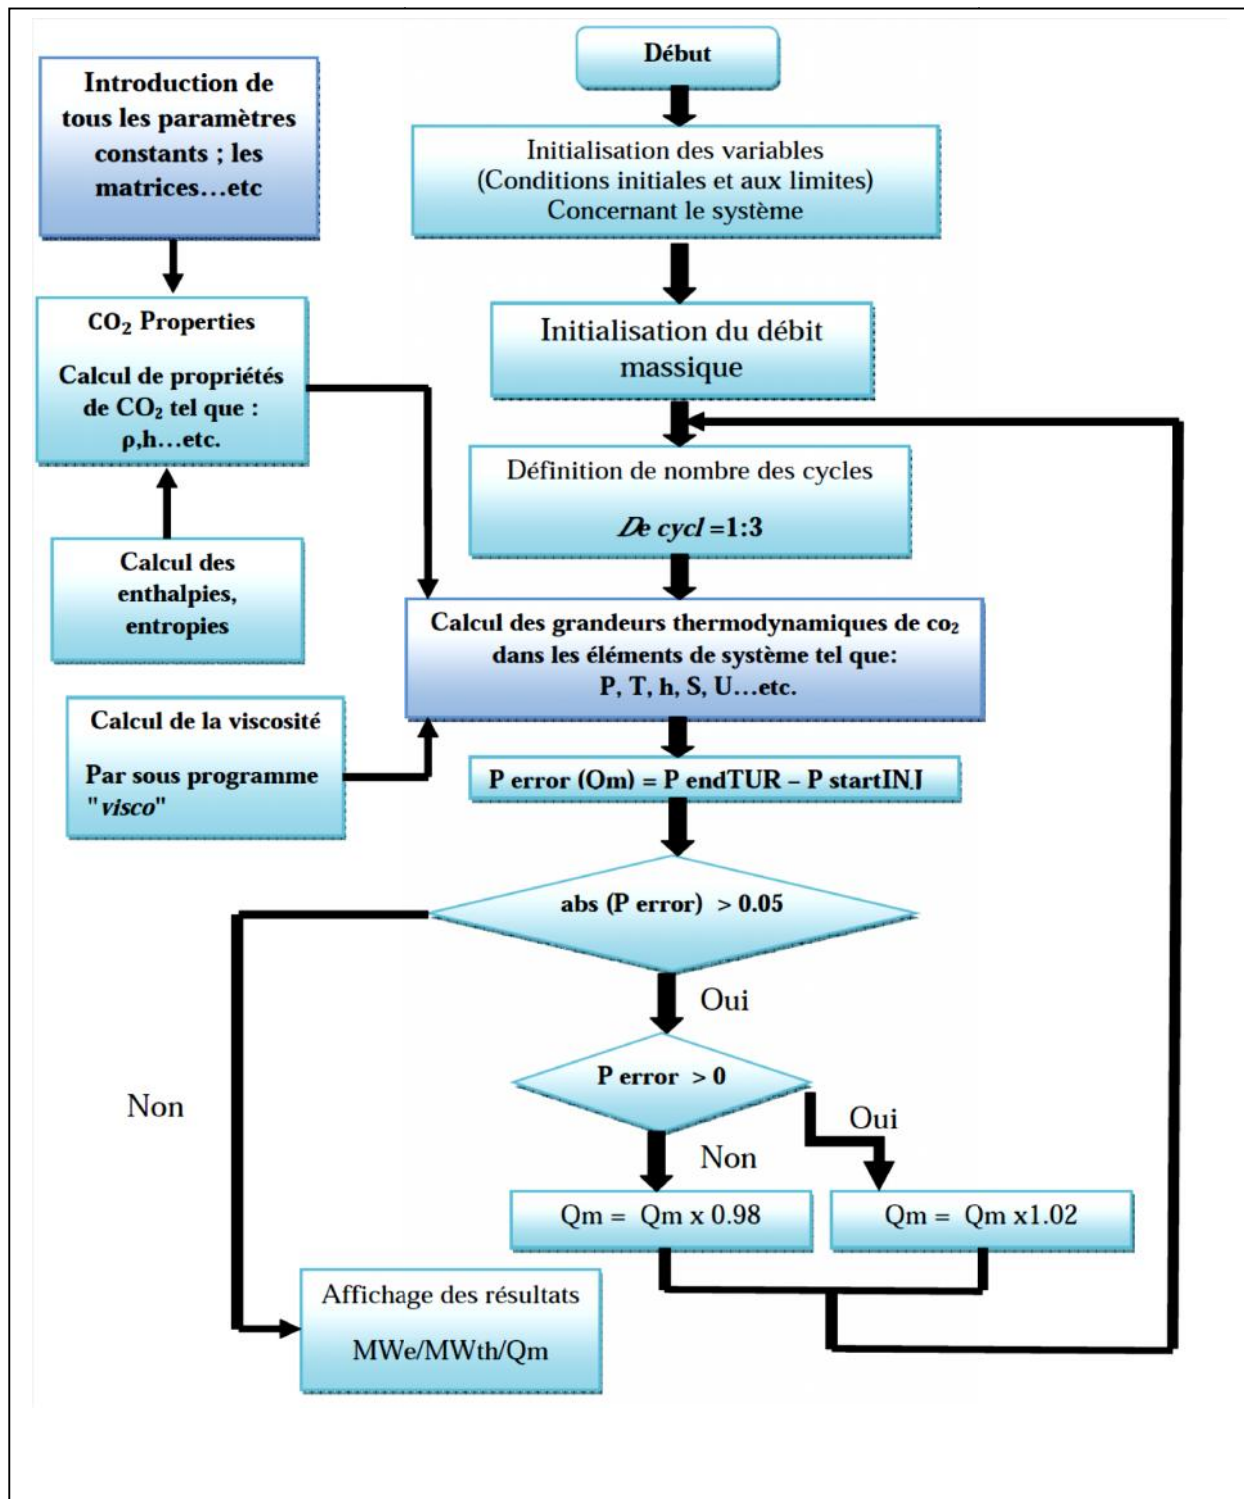 Début
Introduction de
tous les paramètres
constants ; les
matrices…etc
Initialisation des variables
(Conditions initiales et aux limites)
Concernant le système
CO₂ Properties
Calcul de propriétés
de CO₂ tel que :
ρ,h…etc.
Initialisation du débit
massique
Définition de nombre des cycles
De cycl =1:3
Calcul des
enthalpies,
entropies
Calcul des grandeurs thermodynamiques de co₂
dans les éléments de système tel que:
P, T, h, S, U…etc.
Calcul de la viscosité
Par sous programme
"visco"
P error (Qm) = P endTUR – P startINJ
abs (P error) > 0.05
Oui
P error > 0
Non
Oui
Non
Qm = Qm x 0.98
Qm = Qm x1.02
Affichage des résultats
MWe/MWth/Qm